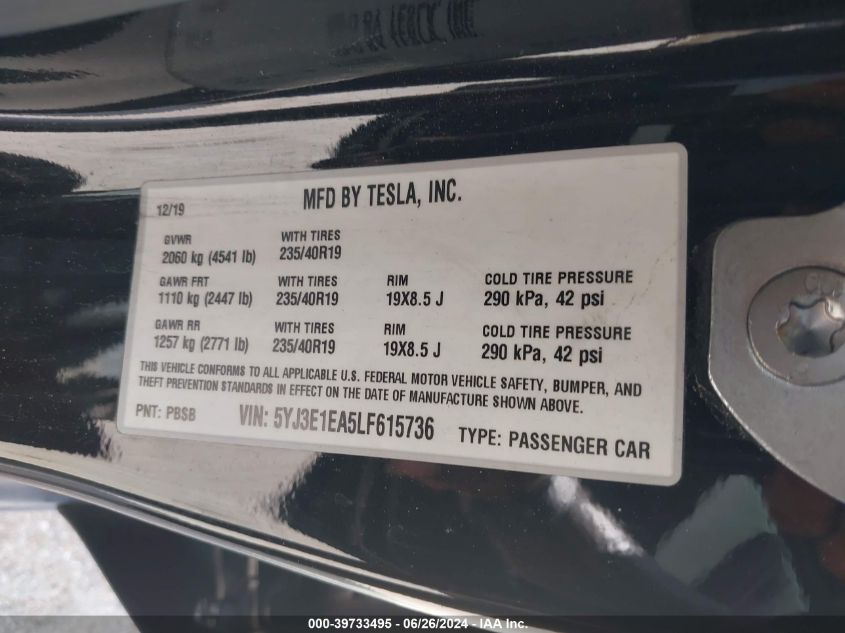 12/19 MFD BY TESLA, INC.
GVWR WITH TIRES
2060 kg (4541 lb) 235/40R19
GAWR FRT WITH TIRES RIM COLD TIRE PRESSURE
1110 kg (2447 lb) 235/40R19 19X8.5 J 290 kPa, 42 psi
GAWR RR WITH TIRES RIM COLD TIRE PRESSURE
1257 kg (2771 lb) 235/40R19 19X8.5 J 290 kPa, 42 psi
THIS VEHICLE CONFORMS TO ALL APPLICABLE U.S. FEDERAL MOTOR VEHICLE SAFETY, BUMPER, AND
THEFT PREVENTION STANDARDS IN EFFECT ON THE DATE OF MANUFACTURE SHOWN ABOVE.
PNT: PBSB VIN: 5YJ3E1EA5LF615736 TYPE: PASSENGER CAR
000-39733495 - 06/26/2024 - IAA Inc.